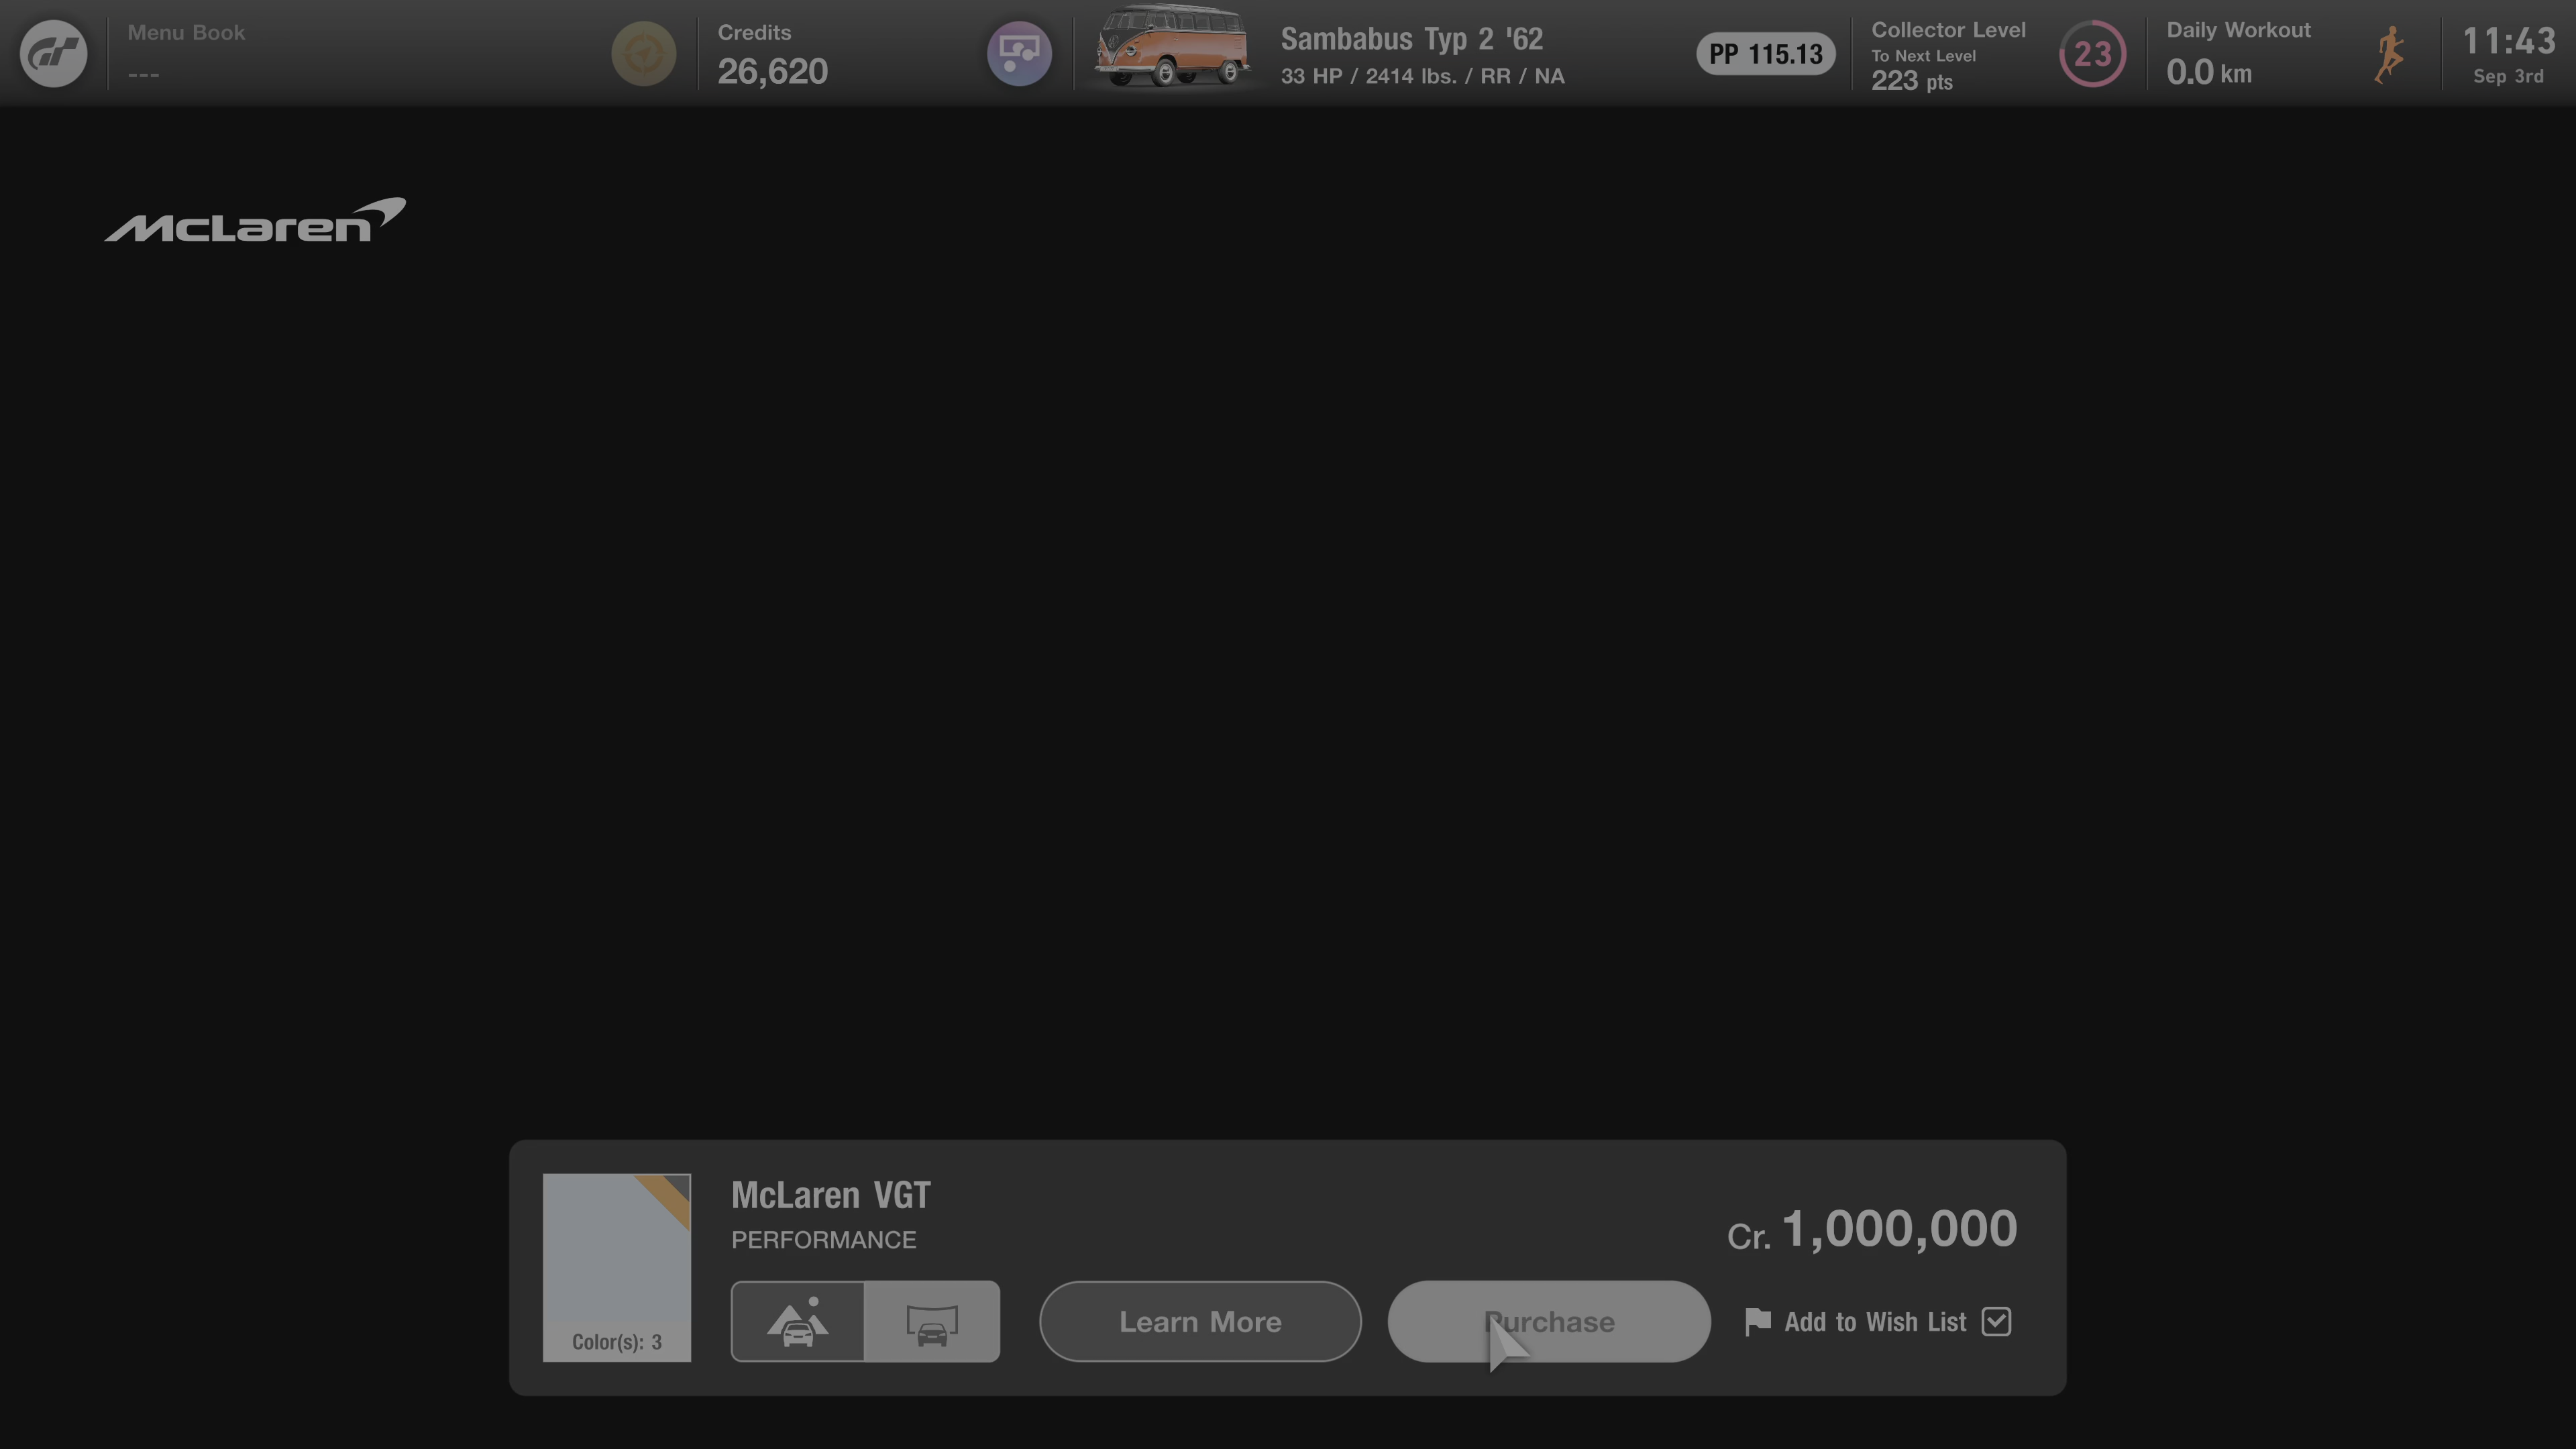 Menu Book
---
Credits
26,620
Sambabus Typ 2 '62
33 HP / 2414 lbs. / RR / NA
PP 115.13
Collector Level
To Next Level
223 pts
23
Daily Workout
0.0 km
11:43
Sep 3rd
McLaren
McLaren VGT
PERFORMANCE
Cr. 1,000,000
Color(s): 3
Learn More
Purchase
Add to Wish List